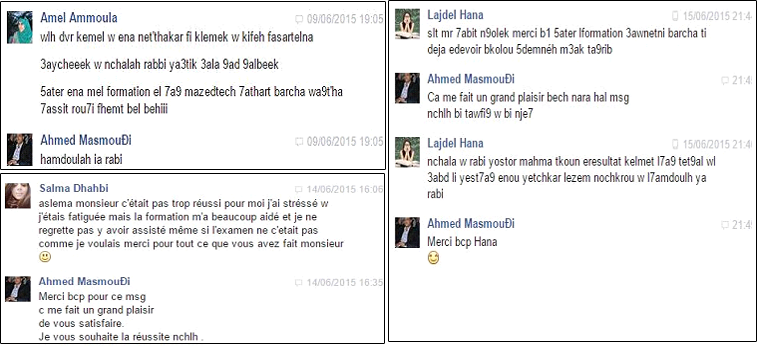 Amel Ammoula
09/06/2015 19:05
wlh dvr kemel w ena net'thakar fi klemek w kifeh fasartelna
3aycheeek w nchalah rabbi ya3tik 3ala 9ad 9albeek
5ater ena mel formation el 7a9 mazedtech 7athart barcha wa9t'ha
7assit rou7i fhemt bel behiii
Ahmed MasmouĐi
09/06/2015 19:05
hamdoulah ia rabi
Salma Dhahbi
14/06/2015 16:06
aslema monsieur c'était pas trop réussi pour moi j'ai stréssé w
j'étais fatiguée mais la formation m'a beaucoup aidé et je ne
regrette pas y avoir assisté même si l'examen ne c'etait pas
comme je voulais merci pour tout ce que vous avez fait monsieur
Ahmed MasmouĐi
14/06/2015 16:35
Merci bcp pour ce msg
c me fait un grand plaisir
de vous satisfaire.
Je vous souhaite la réussite nchlh .
Lajdel Hana
15/06/2015 21:4
slt mr 7abit n9olek merci b1 5ater lformation 3awnetni barcha ti
deja edevoir bkolou 5demnéh m3ak ta9rib
Ahmed MasmouĐi
21:4
Ca me fait un grand plaisir bech nara hal msg
nchlh bi tawfi9 w bi nje7
Lajdel Hana
15/06/2015 21:4
nchala w rabi yostor mahma tkoun eresultat kelmet l7a9 tet9al wl
3abd li yest7a9 enou yetchkar lezem nochkrou w l7amdoulh ya
rabi
Ahmed MasmouĐi
21:4
Merci bcp Hana